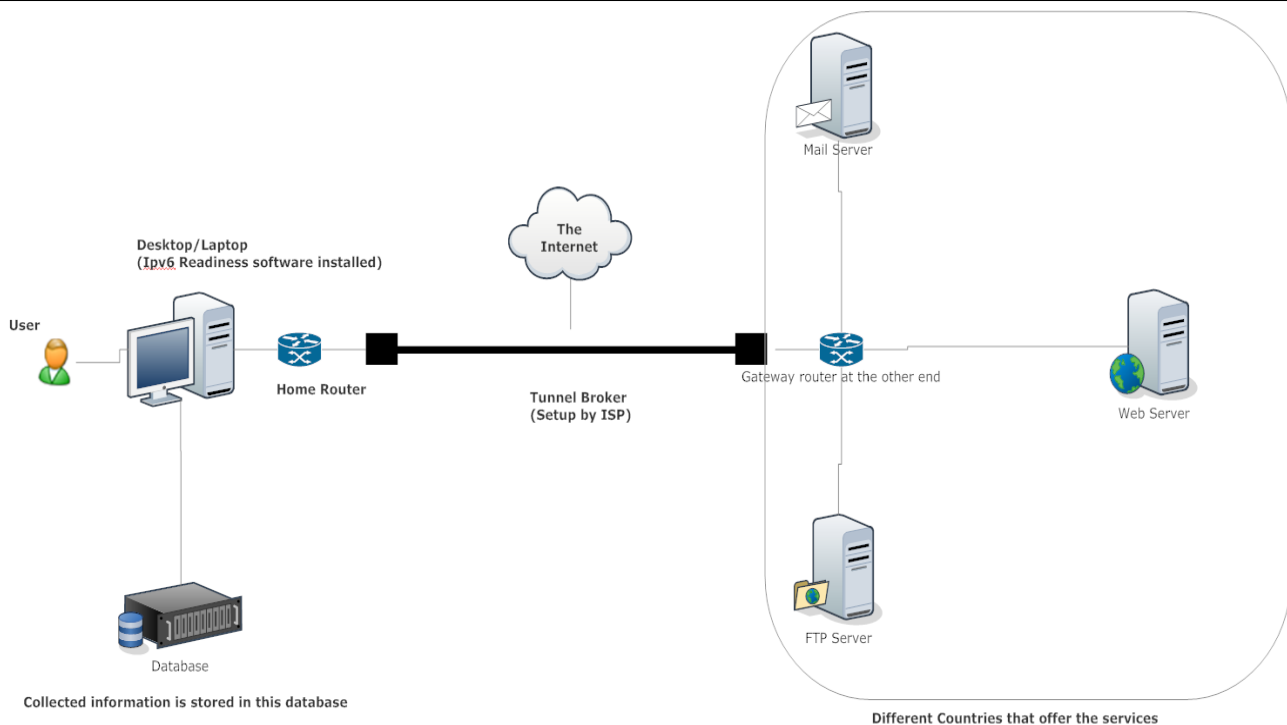 Mail Server
The
Internet
Desktop/Laptop
(Ipv6 Readiness software installed)
User
Home Router
Gateway router at the other end
Tunnel Broker
(Setup by ISP)
Web Server
FTP Server
Database
Collected information is stored in this database
Different Countries that offer the services